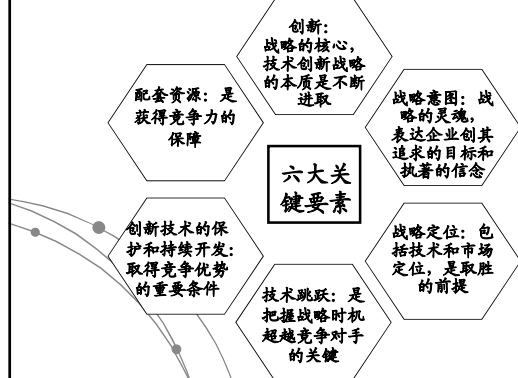 创新：
战略的核心，
技术创新战略
的本质是不断
进取
配套资源：是
获得竞争力的
保障
战略意图：战
略的灵魂，
表达企业创其
追求的目标和
执著的信念
六大关
键要素
创新技术的保
护和持续开发：
取得竞争优势
的重要条件
战略定位：包
括技术和市场
定位，是取胜
的前提
技术跳跃：是
把握战略时机
超越竞争对手
的关键